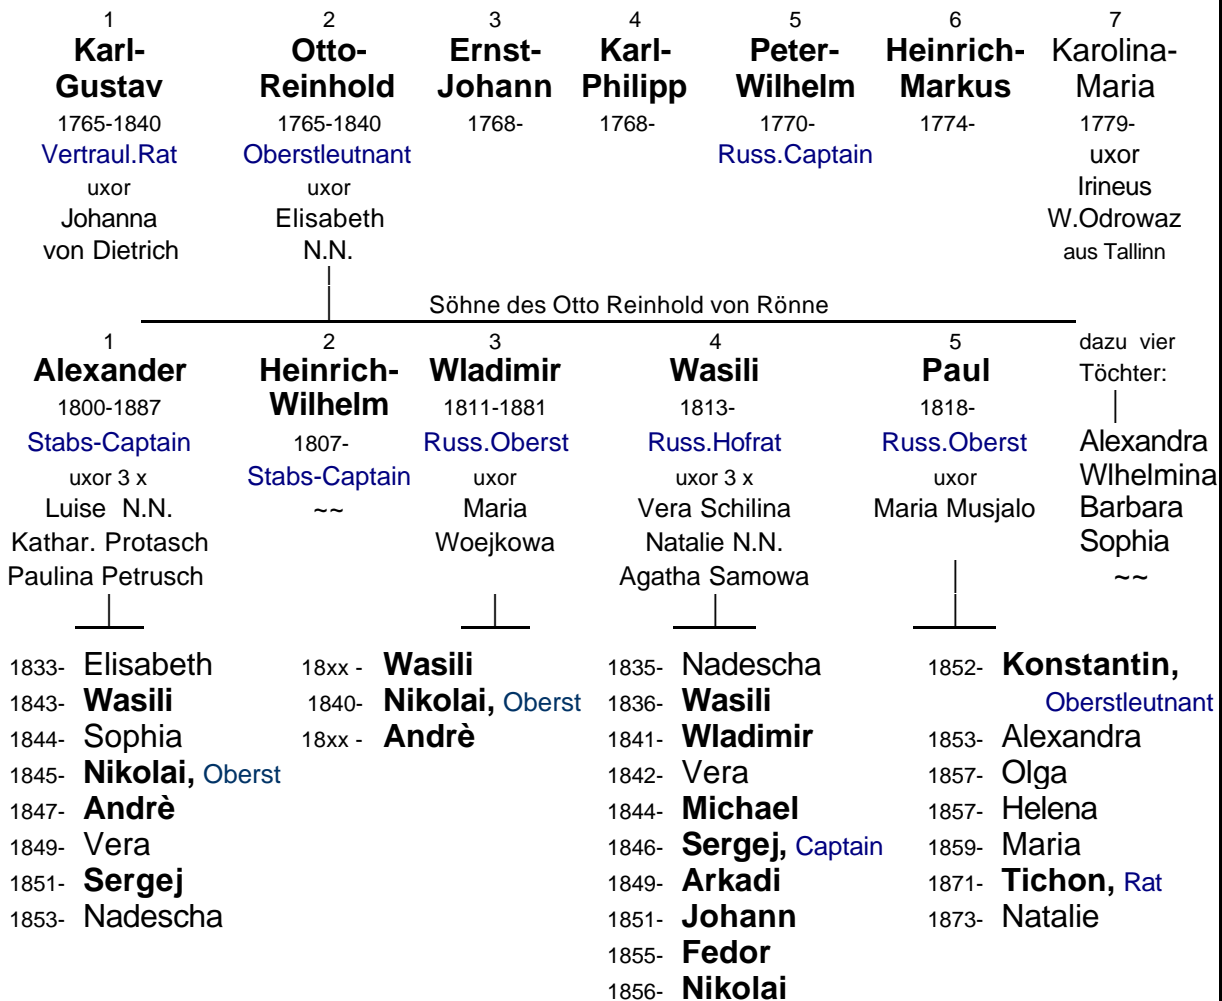 1 2 3 4 5 6 7
Karl- Otto- Ernst- Karl- Peter- Heinrich- Karolina-
Gustav Reinhold Johann Philipp Wilhelm Markus Maria
1765-1840 1765-1840 1768- 1768- 1770- 1774- 1779-
Vertraul.Rat Oberstleutnant Russ.Captain uxor
uxor uxor Irineus
Johanna Elisabeth W.Odrowaz
von Dietrich N.N. aus Tallinn
Söhne des Otto Reinhold von Rönne
1 2 3 4 5 dazu vier
Alexander Heinrich- Wladimir Wasili Paul Töchter:
1800-1887 Wilhelm 1811-1881 1813- 1818-
Stabs-Captain 1807- Russ.Oberst Russ.Hofrat Russ.Oberst Alexandra
uxor 3 x Stabs-Captain uxor uxor 3 x uxor Wlhelmina
Luise N.N. ~~ Maria Vera Schilina Maria Musjalo Barbara
Kathar. Protasch Woejkowa Natalie N.N. Sophia
Paulina Petrusch Agatha Samowa ~~
1833- Elisabeth 18xx - Wasili 1835- Nadescha 1852- Konstantin,
1843- Wasili 1840- Nikolai, Oberst 1836- Wasili Oberstleutnant
1844- Sophia 18xx - Andrè 1841- Wladimir 1853- Alexandra
1845- Nikolai, Oberst 1842- Vera 1857- Olga
1847- Andrè 1844- Michael 1857- Helena
1849- Vera 1846- Sergej, Captain 1859- Maria
1851- Sergej 1849- Arkadi 1871- Tichon, Rat
1853- Nadescha 1851- Johann 1873- Natalie
1855- Fedor
1856- Nikolai